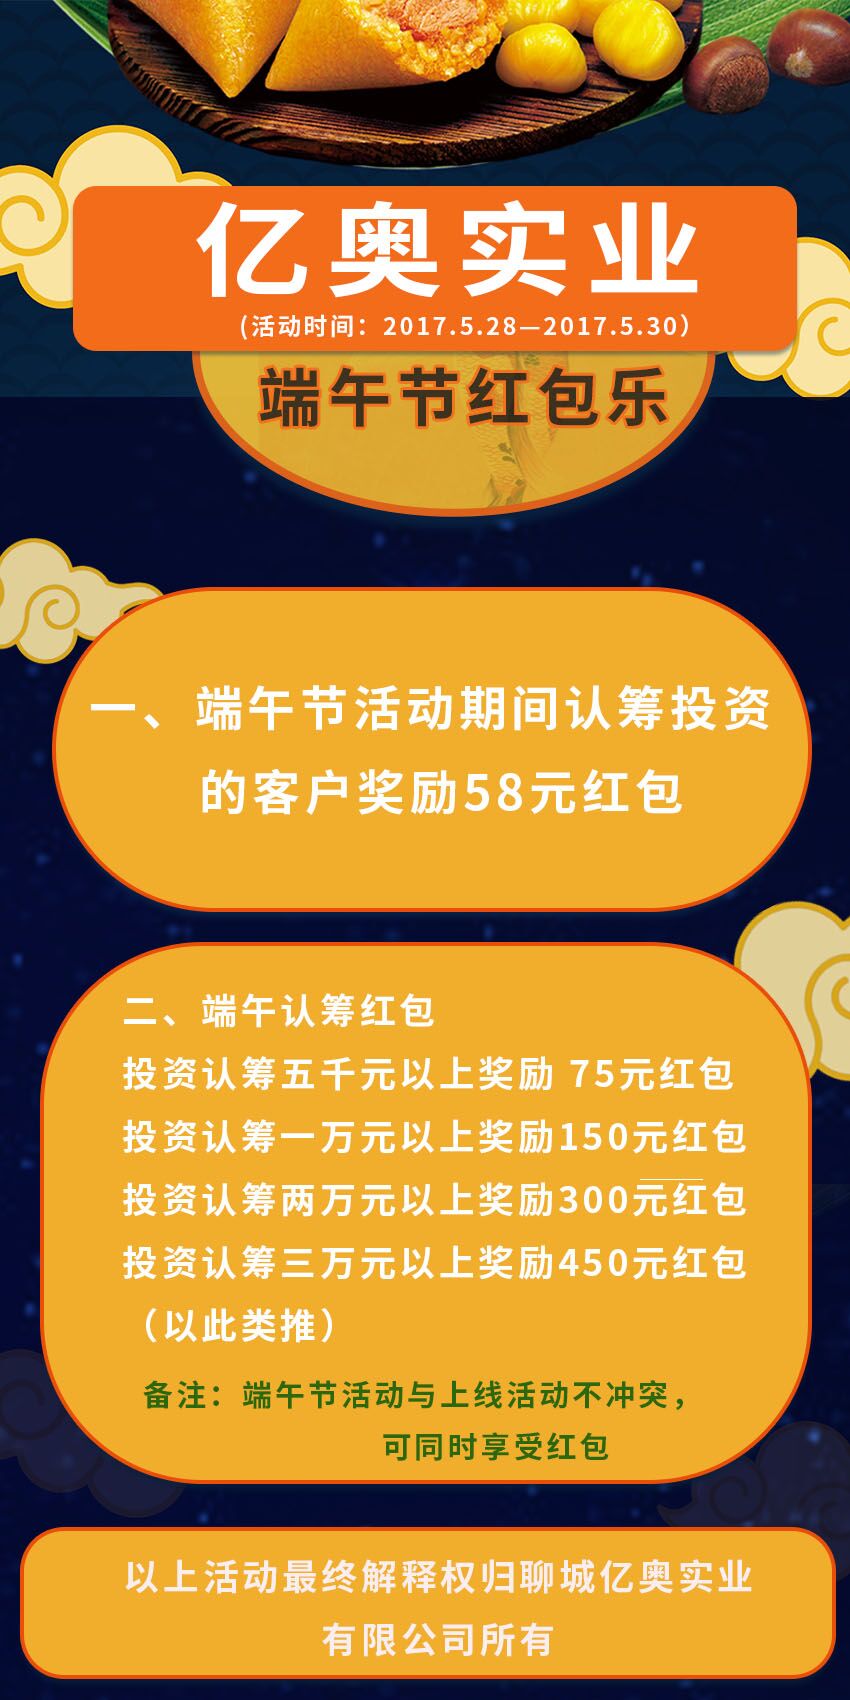 亿奥实业
(活动时间：2017.5.28—2017.5.30)
端午节红包乐
一、端午节活动期间认筹投资
的客户奖励58元红包
二、端午认筹红包
投资认筹五千元以上奖励 75元红包
投资认筹一万元以上奖励150元红包
投资认筹两万元以上奖励300元红包
投资认筹三万元以上奖励450元红包
（以此类推）
备注：端午节活动与上线活动不冲突，
可同时享受红包
以上活动最终解释权归聊城亿奥实业
有限公司所有